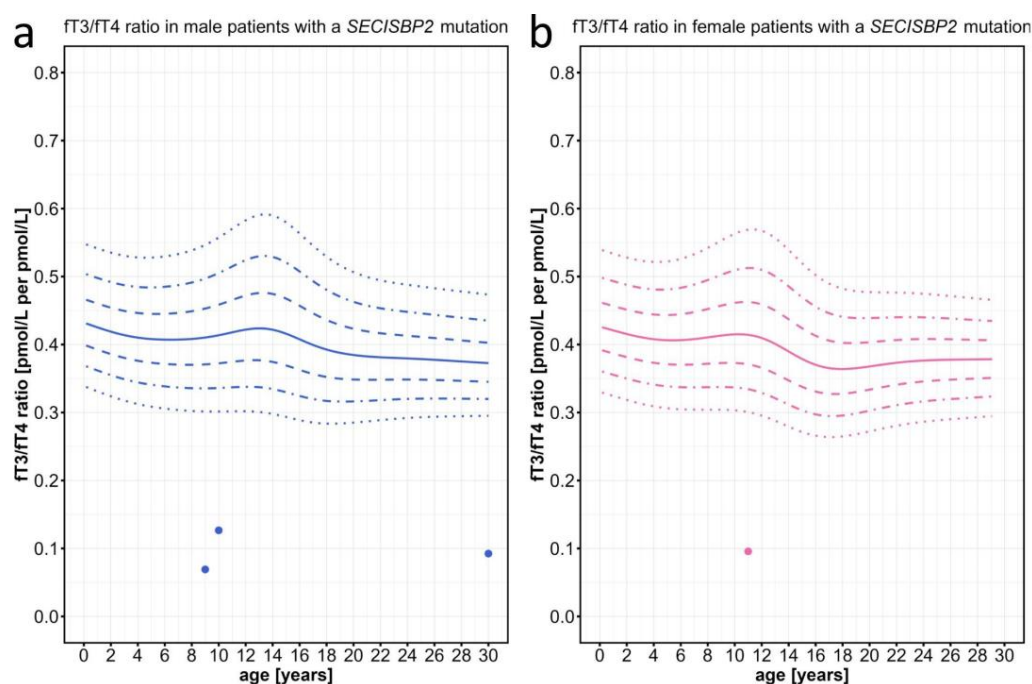 a
fT3/fT4 ratio in male patients with a SECISBP2 mutation
fT3/fT4 ratio [pmol/L per pmol/L]
0.8
0.7
0.6
0.5
0.4
0.3
0.2
0.1
0.0
0 2 4 6 8 10 12 14 16 18 20 22 24 26 28 30
age [years]
b
fT3/fT4 ratio in female patients with a SECISBP2 mutation
fT3/fT4 ratio [pmol/L per pmol/L]
0.8
0.7
0.6
0.5
0.4
0.3
0.2
0.1
0.0
0 2 4 6 8 10 12 14 16 18 20 22 24 26 28 30
age [years]